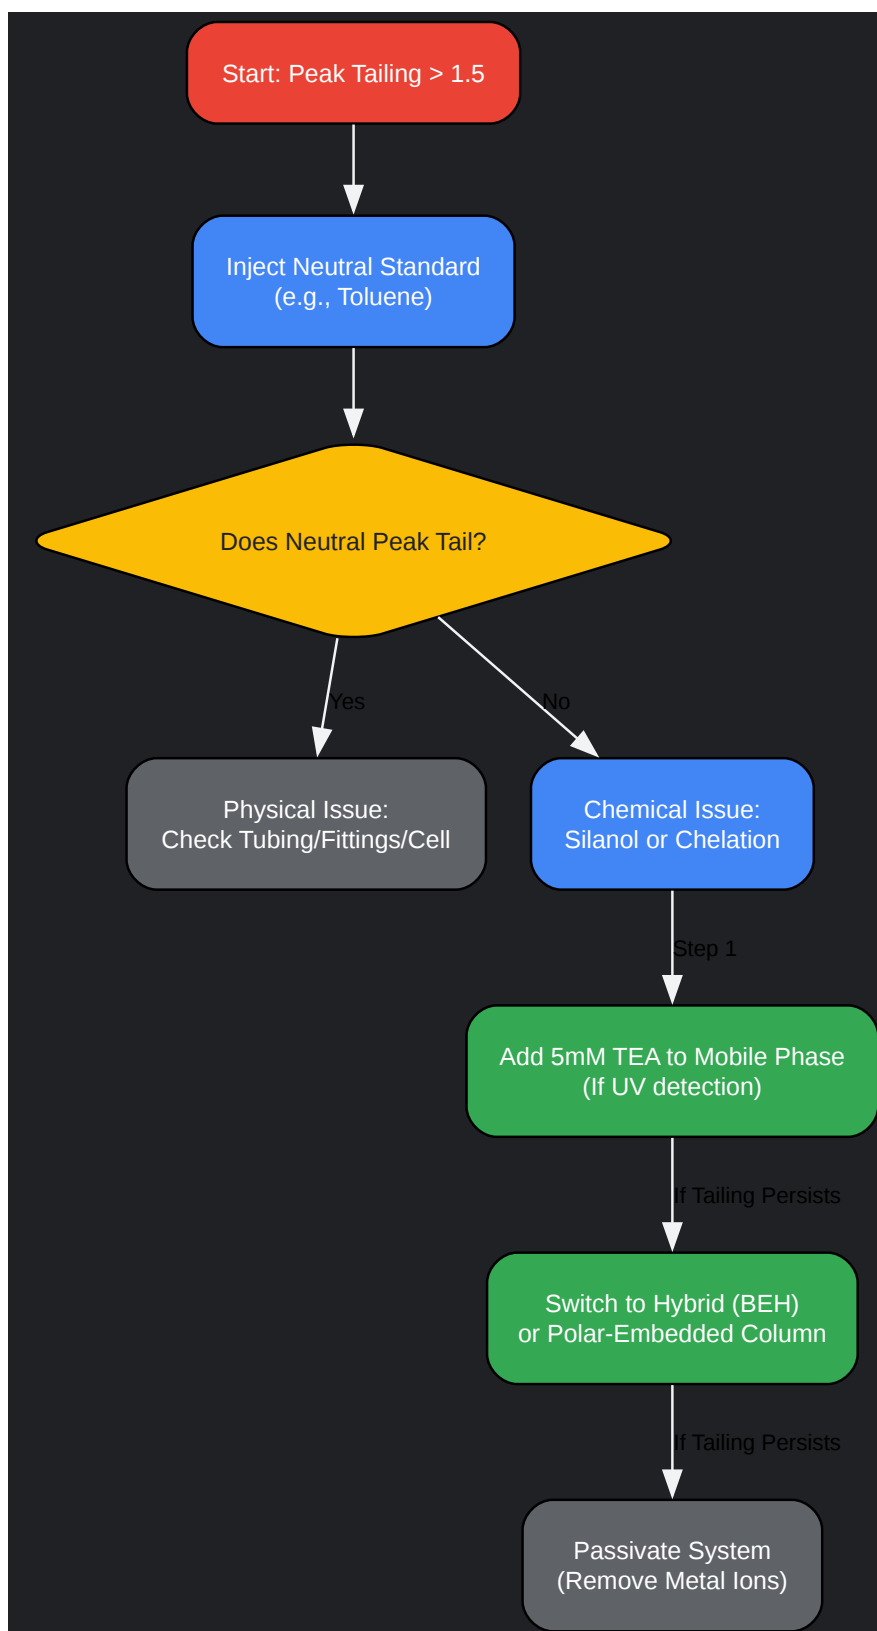 Start: Peak Tailing > 1.5
Inject Neutral Standard
(e.g., Toluene)
Does Neutral Peak Tail?
Yes
No
Physical Issue:
Check Tubing/Fittings/Cell
Chemical Issue:
Silanol or Chelation
Step 1
Add 5mM TEA to Mobile Phase
(If UV detection)
If Tailing Persists
Switch to Hybrid (BEH)
or Polar-Embedded Column
If Tailing Persists
Passivate System
(Remove Metal Ions)